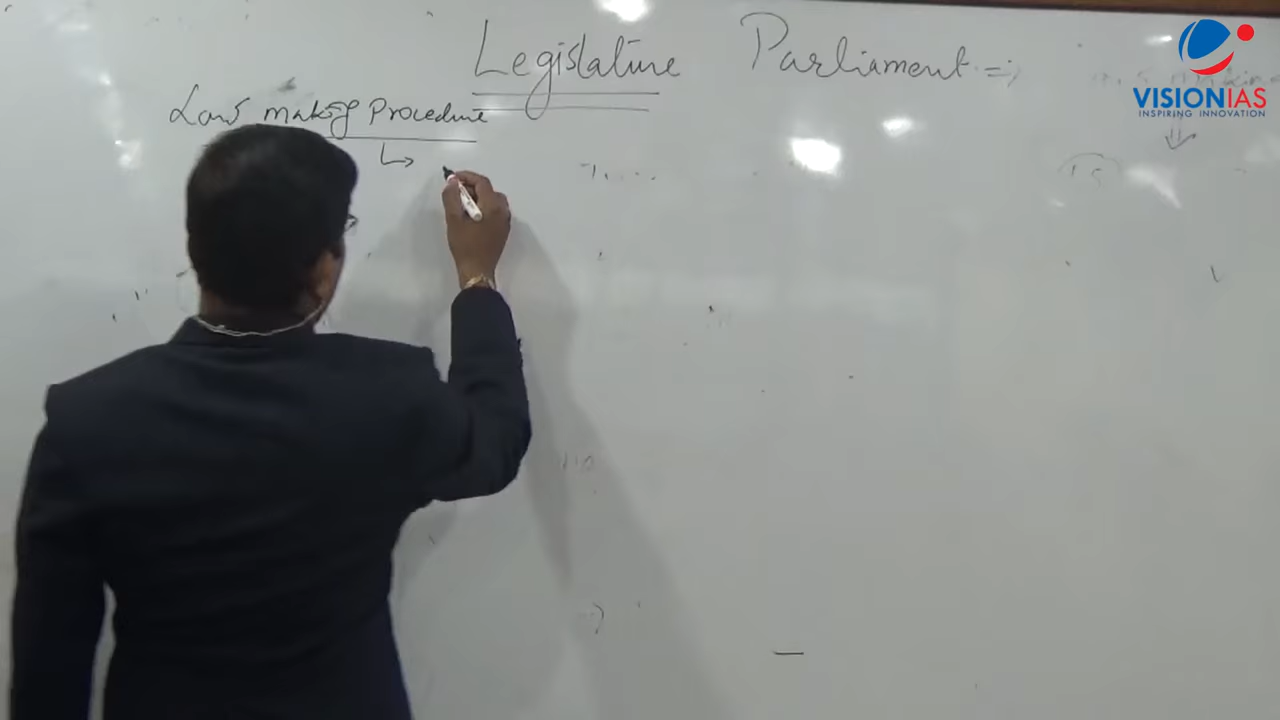 Legislature Parliament =>
Law making Procedure
VISIONIAS
INSPIRING INNOVATION